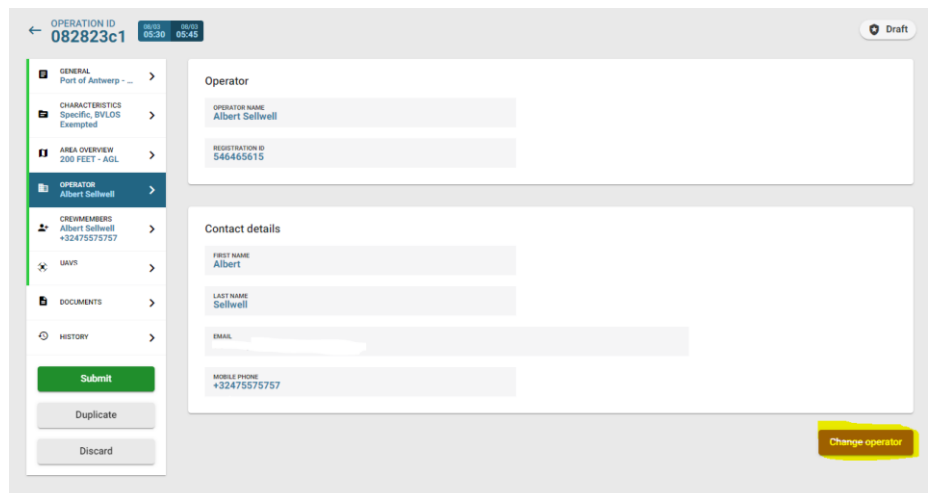 OPERATION ID
082823c1
08/03 08/03
05:30 05:45
Draft
GENERAL
Port of Antwerp - ...
CHARACTERISTICS
Specific, BVLOS
Exempted
AREA OVERVIEW
200 FEET - AGL
OPERATOR
Albert Sellwell
CREWMEMBERS
Albert Sellwell
+32475575757
UAVS
DOCUMENTS
HISTORY
Submit
Duplicate
Discard
Operator
OPERATOR NAME
Albert Sellwell
REGISTRATION ID
546465615
Contact details
FIRST NAME
Albert
LAST NAME
Sellwell
EMAIL
MOBILE PHONE
+32475575757
Change operator